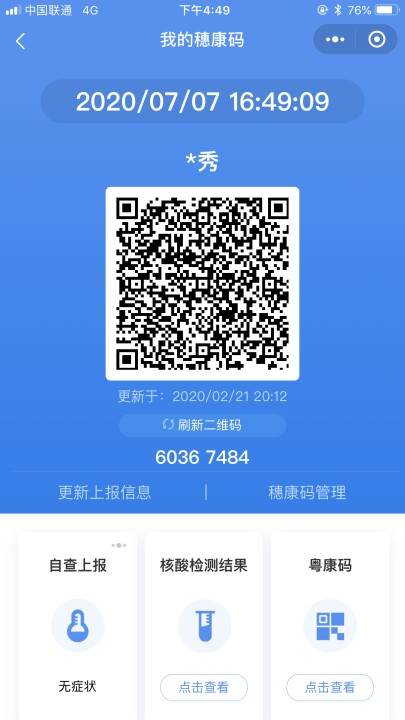 中国联通 4G 下午4:49 76%
我的穗康码
2020/07/07 16:49:09
*秀
更新于：2020/02/21 20:12
刷新二维码
6036 7484
更新上报信息 | 穗康码管理
自查上报 核酸检测结果 粤康码
无症状 点击查看 点击查看